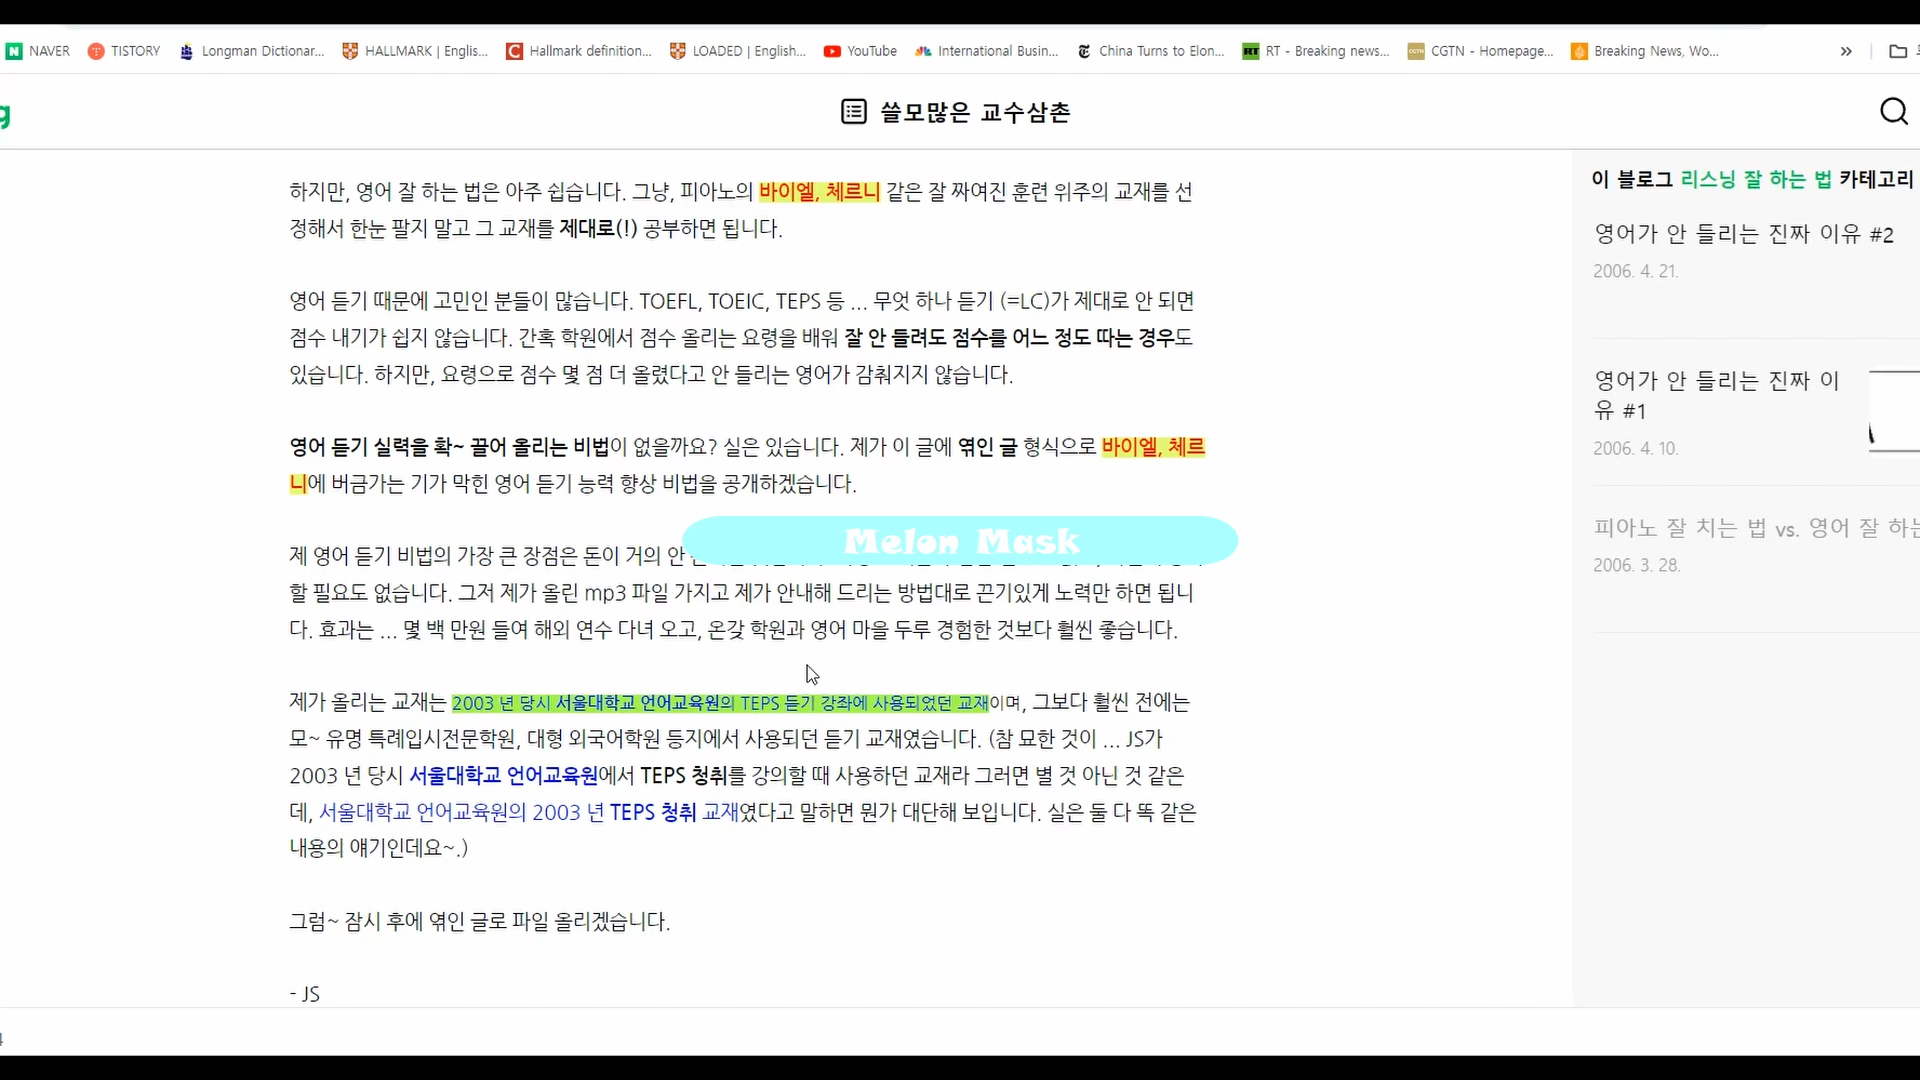 NAVER
TISTORY
Longman Dictionar...
HALLMARK | Englis...
Hallmark definition...
LOADED | English...
YouTube
International Busin...
China Turns to Elon...
RT - Breaking news...
CGTN - Homepage...
Breaking News, Wo...
»
g
쓸모많은 교수삼촌
하지만, 영어 잘 하는 법은 아주 쉽습니다. 그냥, 피아노의 바이엘, 체르니 같은 잘 짜여진 훈련 위주의 교재를 선
정해서 한눈 팔지 말고 그 교재를 제대로(!) 공부하면 됩니다.
영어 듣기 때문에 고민인 분들이 많습니다. TOEFL, TOEIC, TEPS 등 ... 무엇 하나 듣기 (=LC)가 제대로 안 되면
점수 내기가 쉽지 않습니다. 간혹 학원에서 점수 올리는 요령을 배워 잘 안 들려도 점수를 어느 정도 따는 경우도
있습니다. 하지만, 요령으로 점수 몇 점 더 올렸다고 안 들리는 영어가 감춰지지 않습니다.
영어 듣기 실력을 확~ 끌어 올리는 비법이 없을까요? 실은 있습니다. 제가 이 글에 엮인 글 형식으로 바이엘, 체르
니에 버금가는 기가 막힌 영어 듣기 능력 향상 비법을 공개하겠습니다.
Melon Mask
제 영어 듣기 비법의 가장 큰 장점은 돈이 거의 안
할 필요도 없습니다. 그저 제가 올린 mp3 파일 가지고 제가 안내해 드리는 방법대로 끈기있게 노력만 하면 됩니
다. 효과는 ... 몇 백 만원 들여 해외 연수 다녀 오고, 온갖 학원과 영어 마을 두루 경험한 것보다 훨씬 좋습니다.
제가 올리는 교재는 2003 년 당시 서울대학교 언어교육원의 TEPS 듣기 강좌에 사용되었던 교재이며, 그보다 훨씬 전에는
모~ 유명 특례입시전문학원, 대형 외국어학원 등지에서 사용되던 듣기 교재였습니다. (참 묘한 것이 ... JS가
2003 년 당시 서울대학교 언어교육원에서 TEPS 청취를 강의할 때 사용하던 교재라 그러면 별 것 아닌 것 같은
데, 서울대학교 언어교육원의 2003 년 TEPS 청취 교재였다고 말하면 뭔가 대단해 보입니다. 실은 둘 다 똑 같은
내용의 얘기인데요~.)
그럼~ 잠시 후에 엮인 글로 파일 올리겠습니다.
- JS
이 블로그 리스닝 잘 하는 법 카테고리
영어가 안 들리는 진짜 이유 #2
2006. 4. 21.
영어가 안 들리는 진짜 이
유 #1
2006. 4. 10.
피아노 잘 치는 법 vs. 영어 잘 하는
2006. 3. 28.